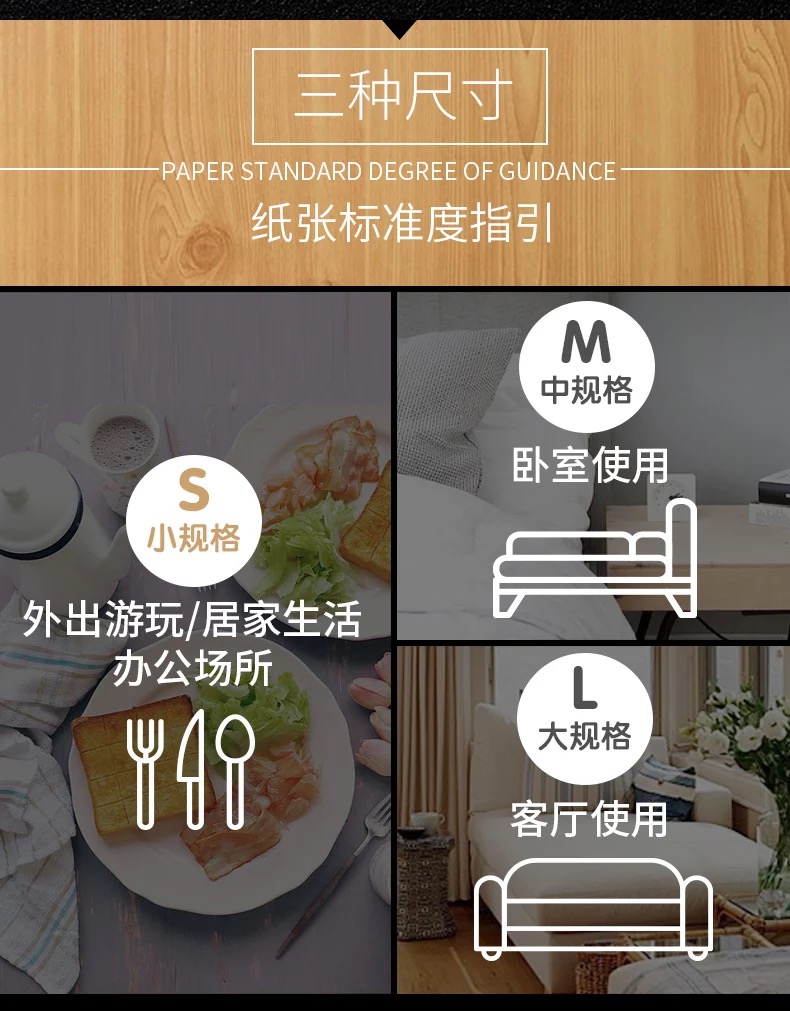 三种尺寸
PAPER STANDARD DEGREE OF GUIDANCE
纸张标准度指引
S
小规格
外出游玩/居家生活
办公场所
M
中规格
卧室使用
L
大规格
客厅使用